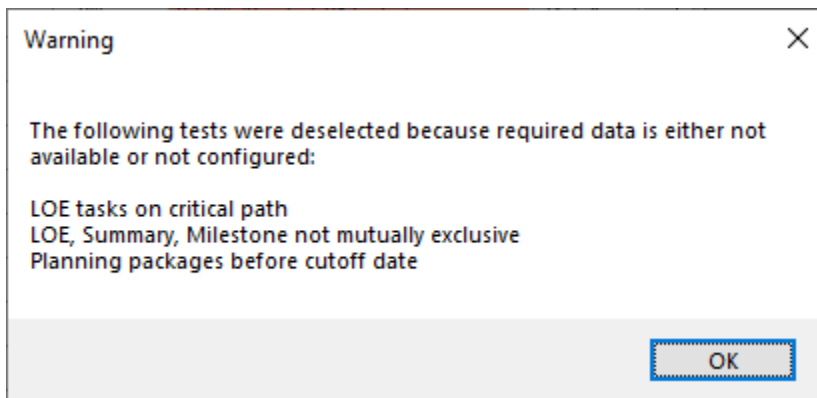 Warning
The following tests were deselected because required data is either not
available or not configured:
LOE tasks on critical path
LOE, Summary, Milestone not mutually exclusive
Planning packages before cutoff date
OK